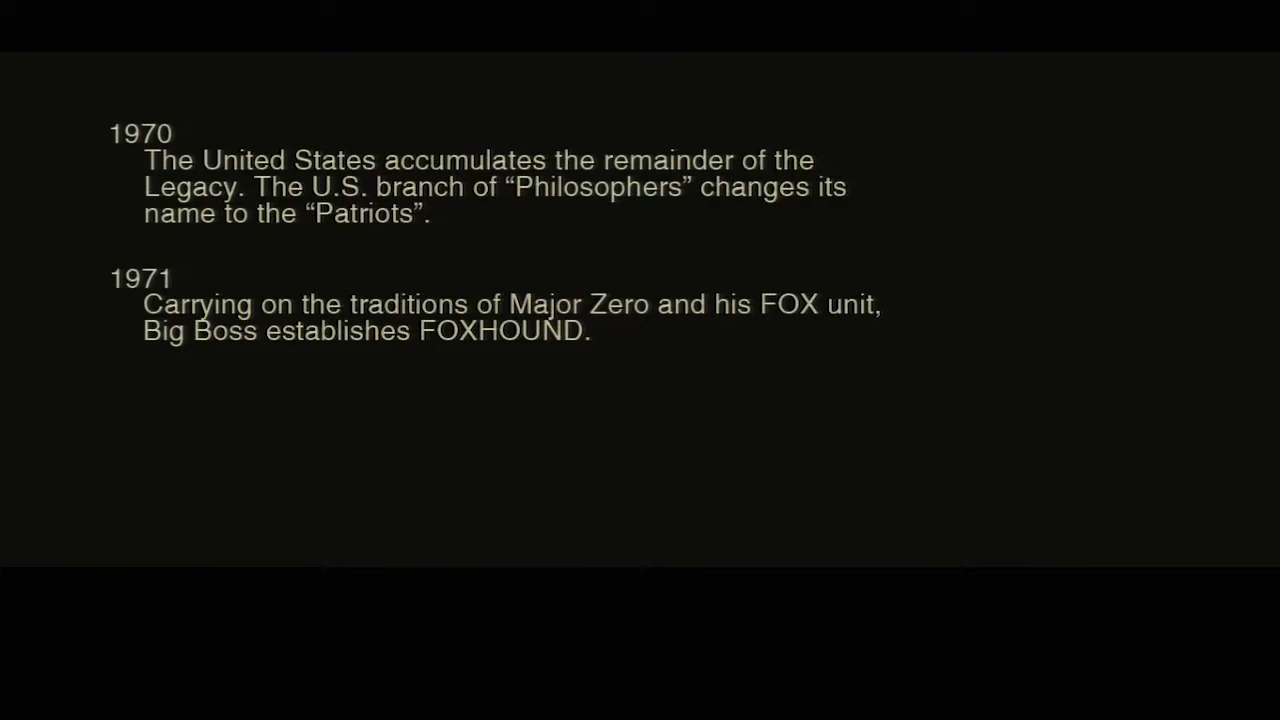 1970
The United States accumulates the remainder of the
Legacy. The U.S. branch of “Philosophers” changes its
name to the “Patriots”.
1971
Carrying on the traditions of Major Zero and his FOX unit,
Big Boss establishes FOXHOUND.